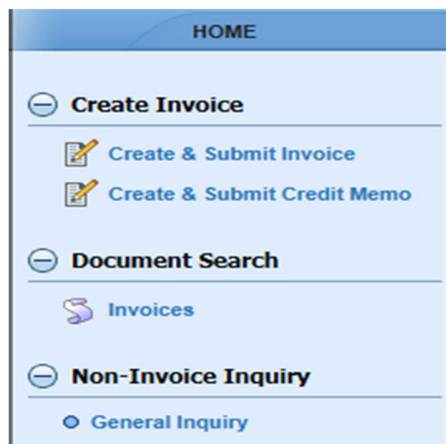 HOME
Create Invoice
Create & Submit Invoice
Create & Submit Credit Memo
Document Search
Invoices
Non-Invoice Inquiry
General Inquiry